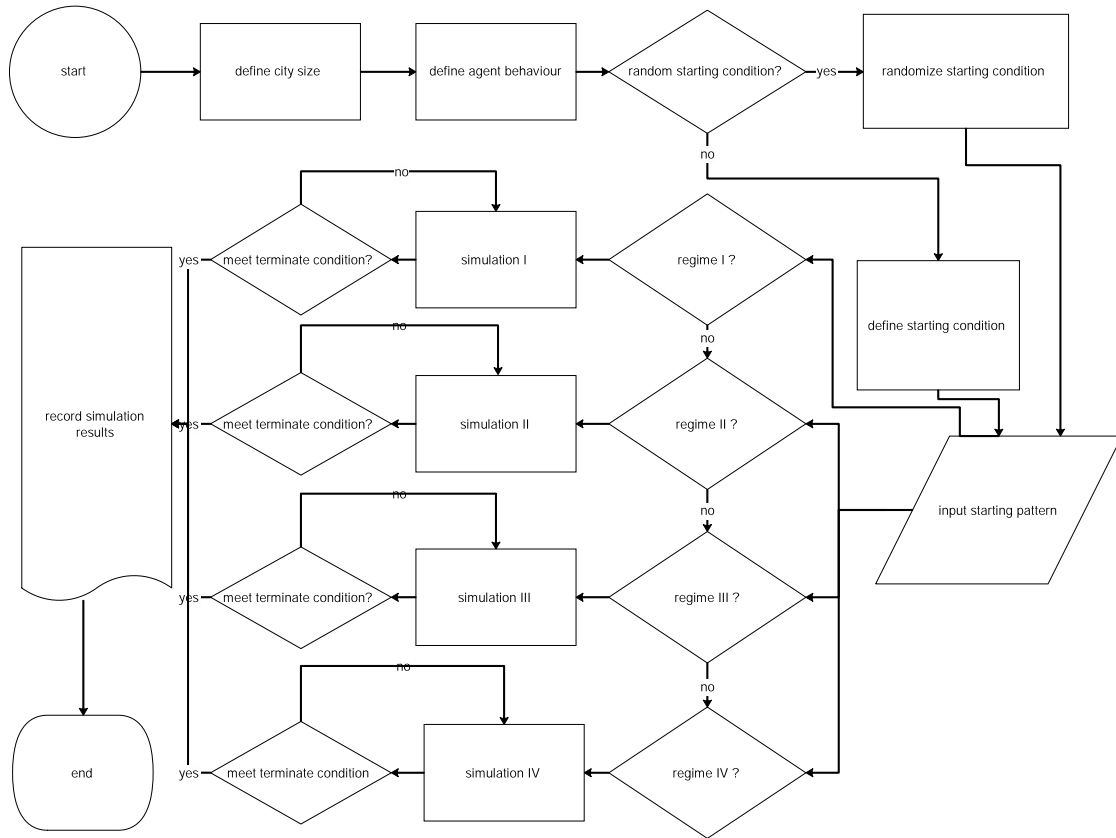 start
define city size
define agent behaviour
random starting condition?
yes
randomize starting condition
no
no
yes
meet terminate condition?
simulation I
regime I ?
define starting condition
no
no
record simulation
results
yes
meet terminate condition?
simulation II
regime II ?
no
no
input starting pattern
yes
meet terminate condition?
simulation III
regime III ?
no
no
end
yes
meet terminate condition
simulation IV
regime IV ?